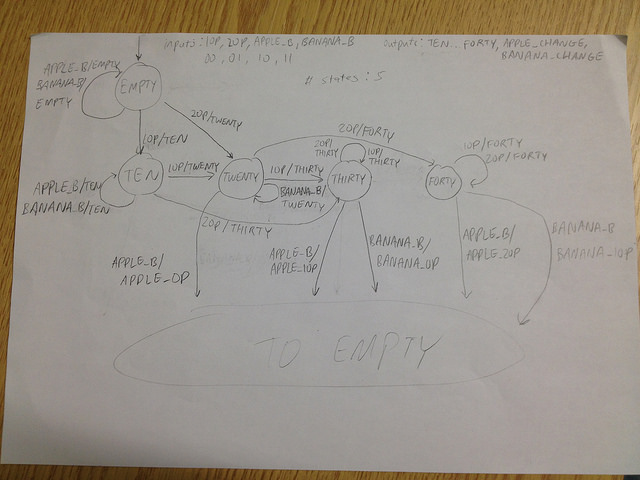 inputs: 10P, 20P, APPLE_B, BANANA_B
00, 01, 10, 11
outputs: TEN... FORTY, APPLE_CHANGE,
BANANA_CHANGE
# states: 5
APPLE_B/EMPTY
BANANA_B/
EMPTY
EMPTY
20P/TWENTY
10P/TEN
20P/FORTY
TEN
10P/TWENTY
TWENTY
10P/THIRTY
BANANA_B/
TWENTY
20P/
THIRTY
10P/
THIRTY
THIRTY
10P/FORTY
20P/FORTY
FORTY
APPLE_B/TEN
BANANA_B/TEN
20P/THIRTY
APPLE_B/
APPLE_0P
APPLE_B/
APPLE_10P
BANANA_B/
BANANA_0P
APPLE_B/
APPLE_20P
BANANA_B
BANANA_10P
TO EMPTY